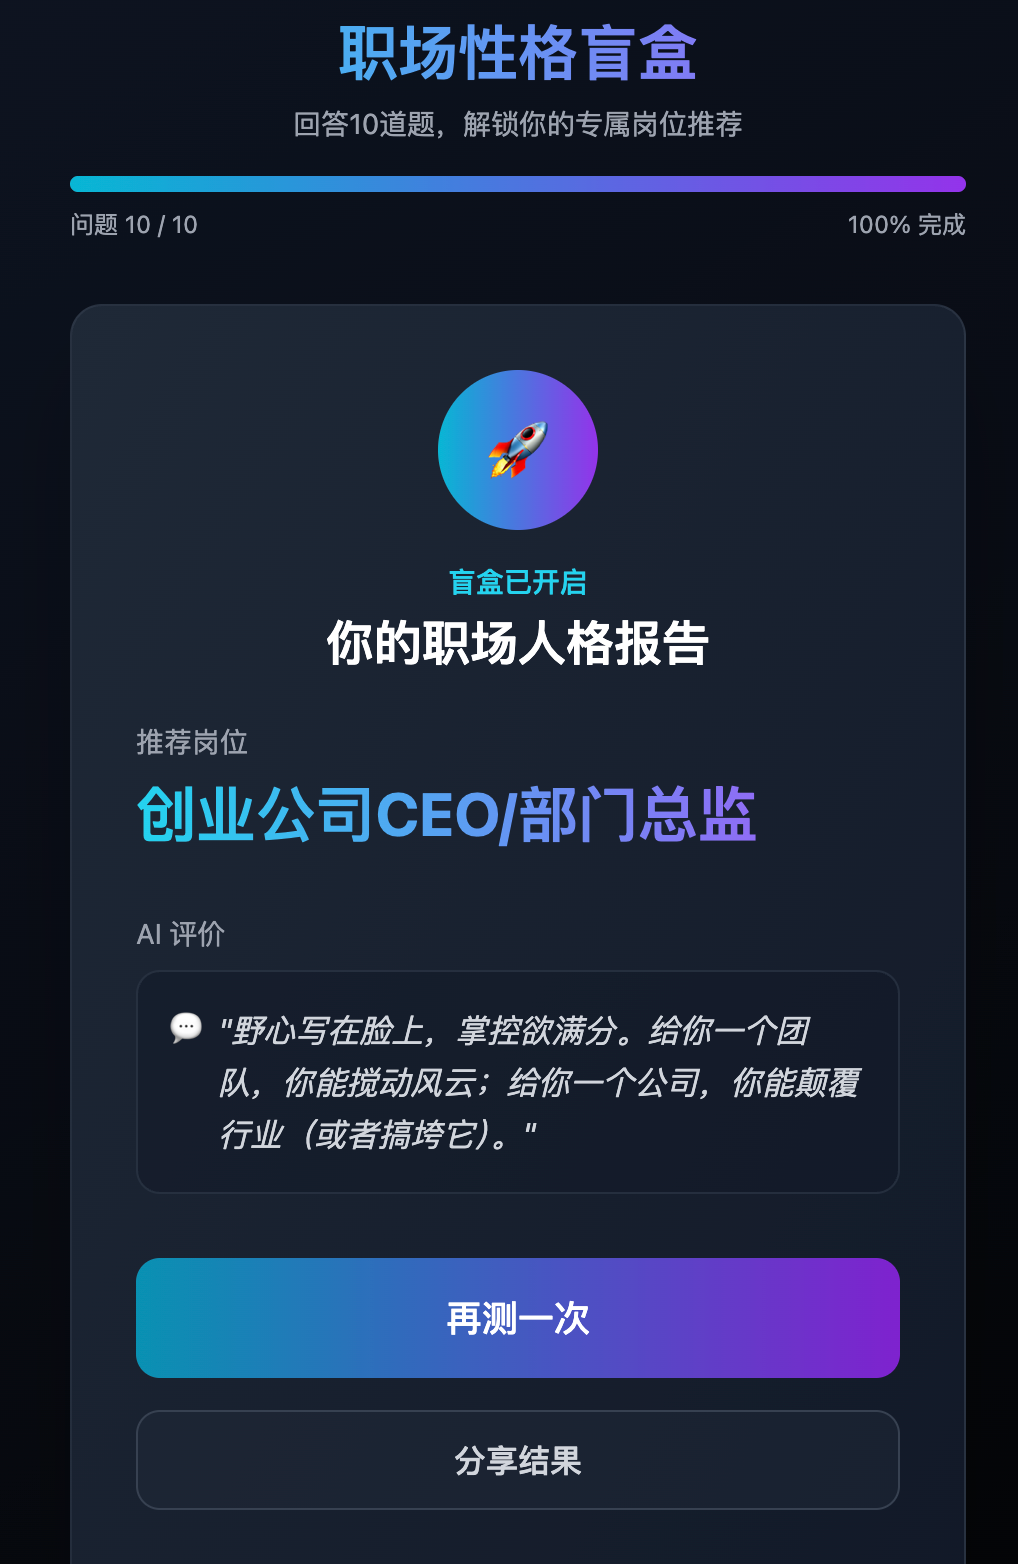 职场性格盲盒
回答10道题，解锁你的专属岗位推荐
问题 10 / 10
100% 完成
盲盒已开启
你的职场人格报告
推荐岗位
创业公司CEO/部门总监
AI 评价
"野心写在脸上，掌控欲满分。给你一个团
队，你能搅动风云；给你一个公司，你能颠覆
行业（或者搞垮它）。"
再测一次
分享结果